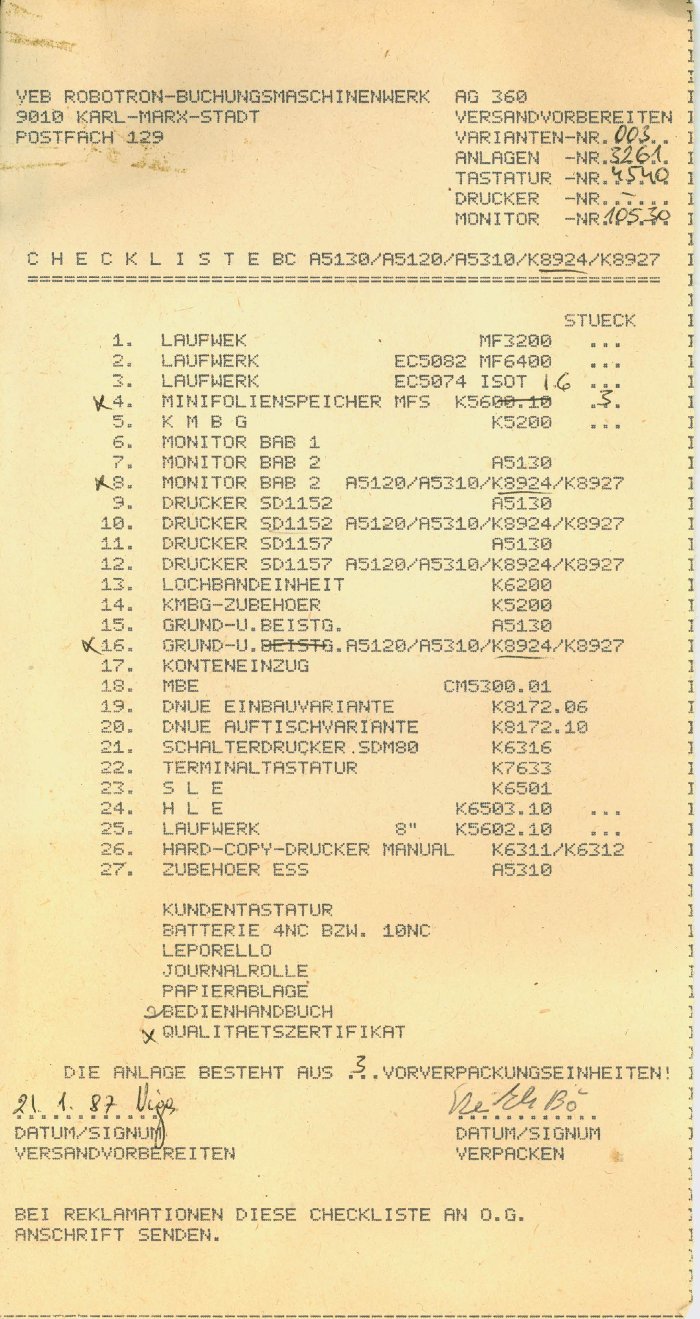 VEB ROBOTRON-BUCHUNGSMASCHINENWERK AG 360
9010 KARL-MARX-STADT VERSANDVORBEREITEN
POSTFACH 129 VARIANTEN-NR. 003
ANLAGEN -NR. 3261
TASTATUR -NR. 4540
DRUCKER -NR. -
MONITOR -NR. 10530
C H E C K L I S T E BC A5130/A5120/A5310/K8924/K8927
STUECK
1. LAUFWEK MF3200 ...
2. LAUFWERK EC5082 MF6400 ...
3. LAUFWERK EC5074 ISOT ...
x 4. MINIFOLIENSPEICHER MFS K5600.10 1.6 .3.
5. K M B G K5200 ...
6. MONITOR BAB 1
7. MONITOR BAB 2 A5130
x 8. MONITOR BAB 2 A5120/A5310/K8924/K8927
9. DRUCKER SD1152 A5130
10. DRUCKER SD1152 A5120/A5310/K8924/K8927
11. DRUCKER SD1157 A5130
12. DRUCKER SD1157 A5120/A5310/K8924/K8927
13. LOCHBANDEINHEIT K6200
14. KMBG-ZUBEHOER K5200
15. GRUND-U.BEISTG. A5130
x 16. GRUND-U.BEISTG.A5120/A5310/K8924/K8927
17. KONTENEINZUG
18. MBE CM5300.01
19. DNUE EINBAUVARIANTE K8172.06
20. DNUE AUFTISCHVARIANTE K8172.10
21. SCHALTERDRUCKER.SDM80 K6316
22. TERMINALTASTATUR K7633
23. S L E K6501
24. H L E K6503.10 ...
25. LAUFWERK 8" K5602.10 ...
26. HARD-COPY-DRUCKER MANUAL K6311/K6312
27. ZUBEHOER ESS A5310
KUNDENTASTATUR
BATTERIE 4NC BZW. 10NC
LEPORELLO
JOURNALROLLE
PAPIERABLAGE
BEDIENHANDBUCH
x QUALITAETSZERTIFIKAT
DIE ANLAGE BESTEHT AUS .3..VORVERPACKUNGSEINHEITEN!
21. 1. 87
DATUM/SIGNUM DATUM/SIGNUM
VERSANDVORBEREITEN VERPACKEN
BEI REKLAMATIONEN DIESE CHECKLISTE AN O.G.
ANSCHRIFT SENDEN.